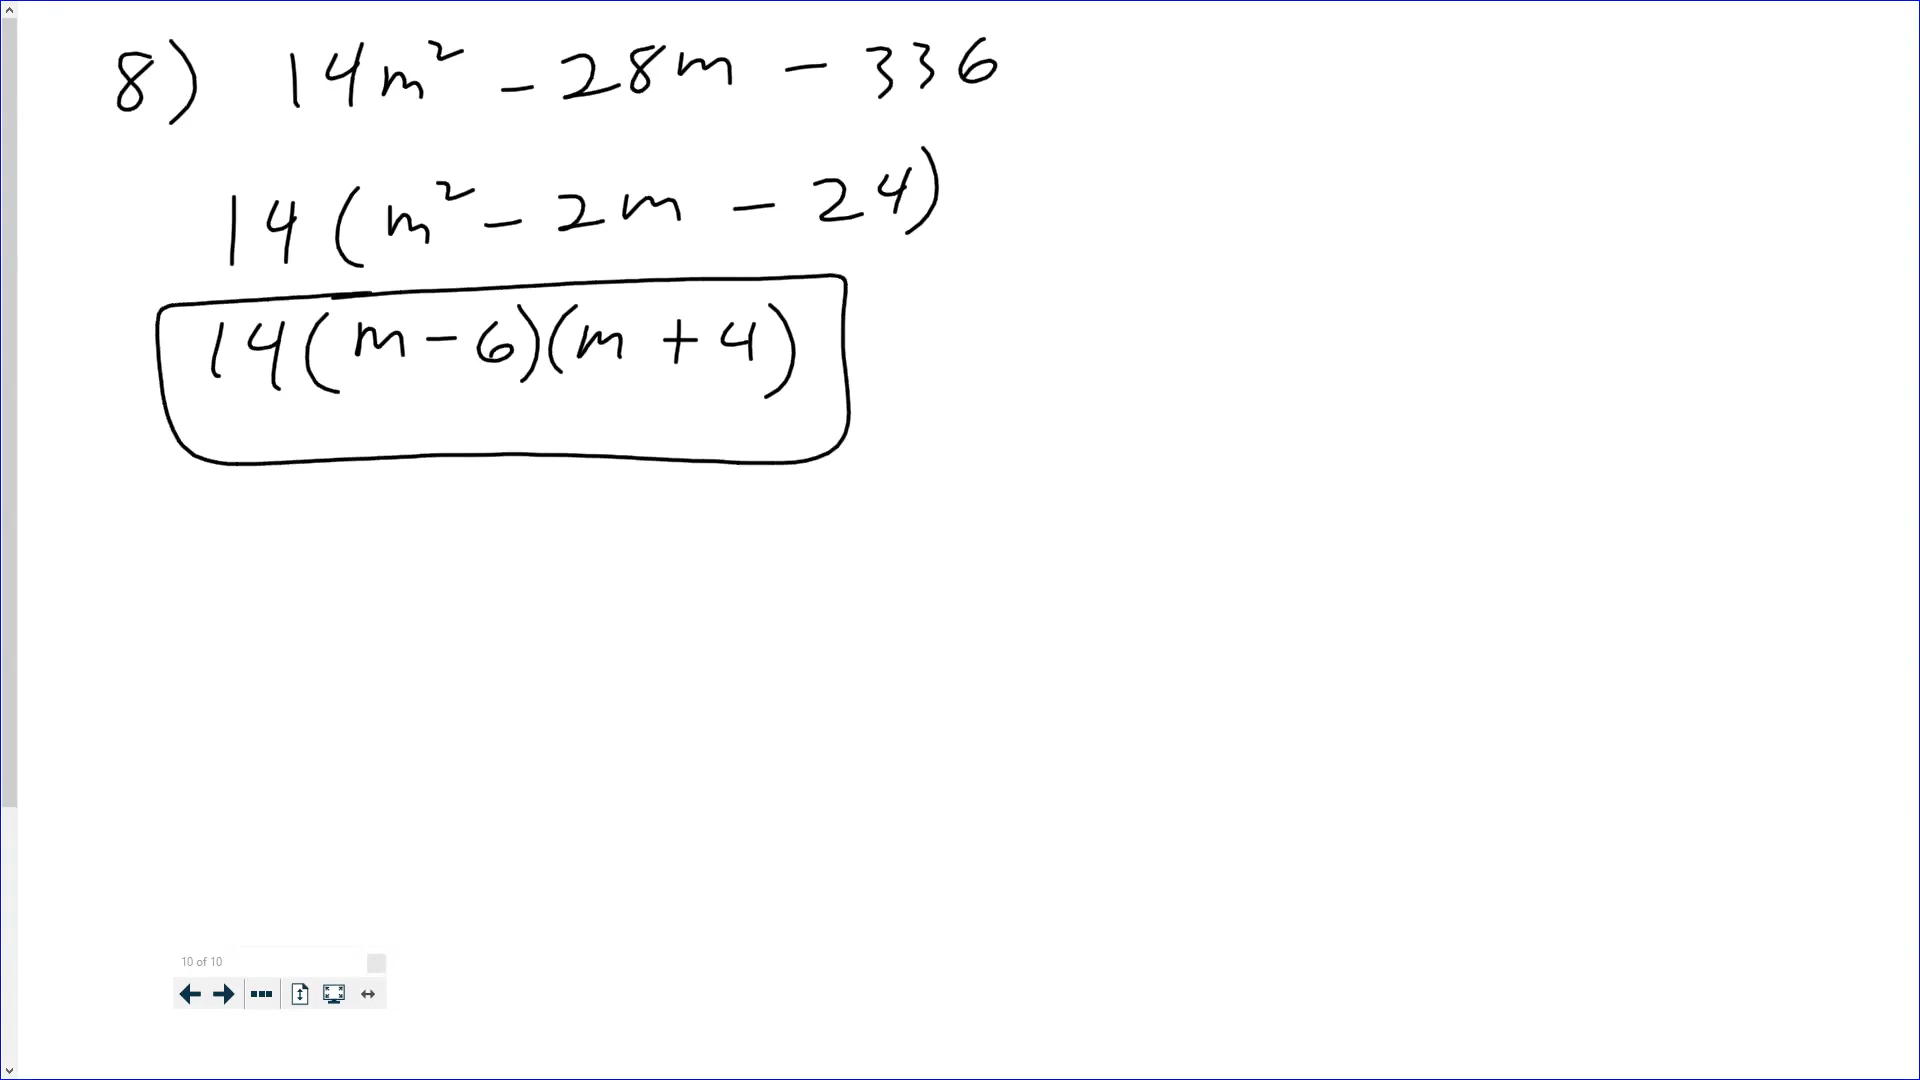 8) 14m² - 28m - 336
14(m² - 2m - 24)
14(m - 6)(m + 4)
10 of 10